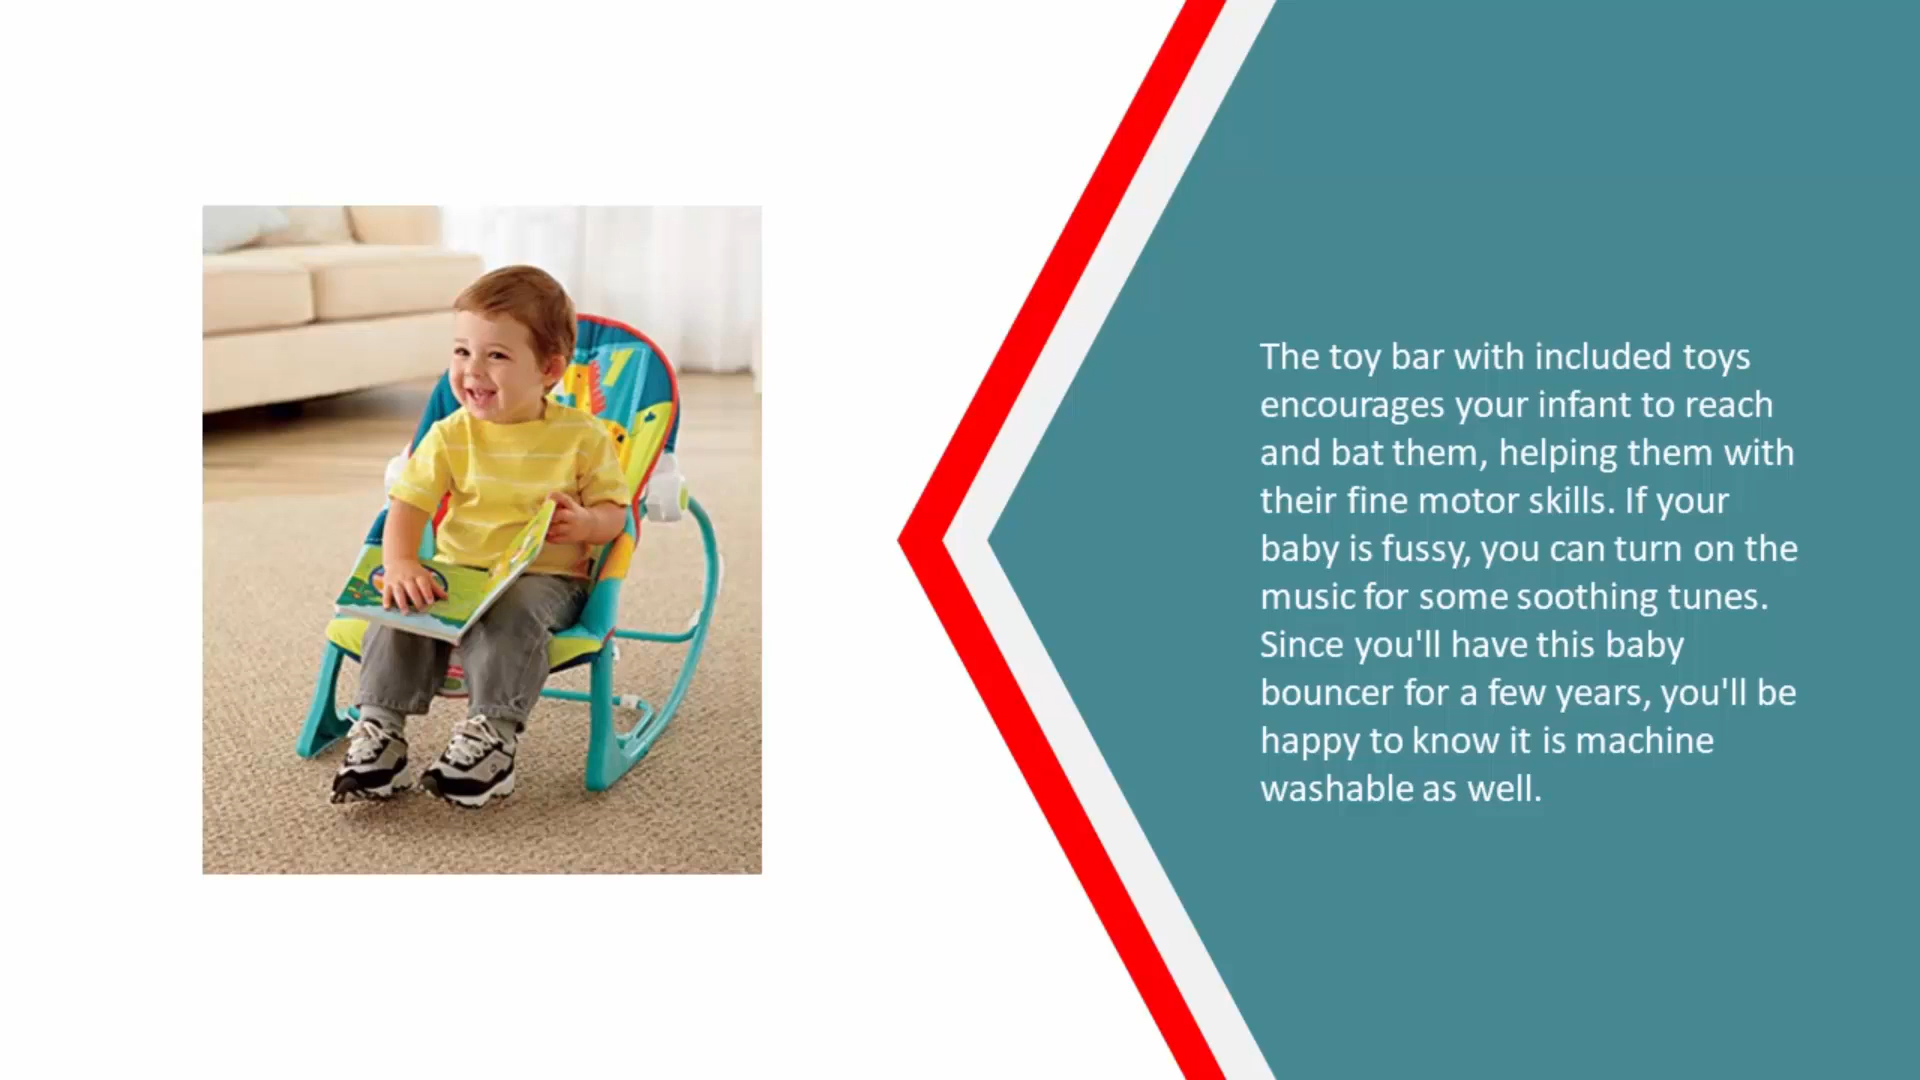 The toy bar with included toys
encourages your infant to reach
and bat them, helping them with
their fine motor skills. If your
baby is fussy, you can turn on the
music for some soothing tunes.
Since you'll have this baby
bouncer for a few years, you'll be
happy to know it is machine
washable as well.